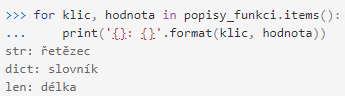 >>> for klic, hodnota in popisy_funkci.items():
...     print('{}: {}'.format(klic, hodnota))
str: řetězec
dict: slovník
len: délka